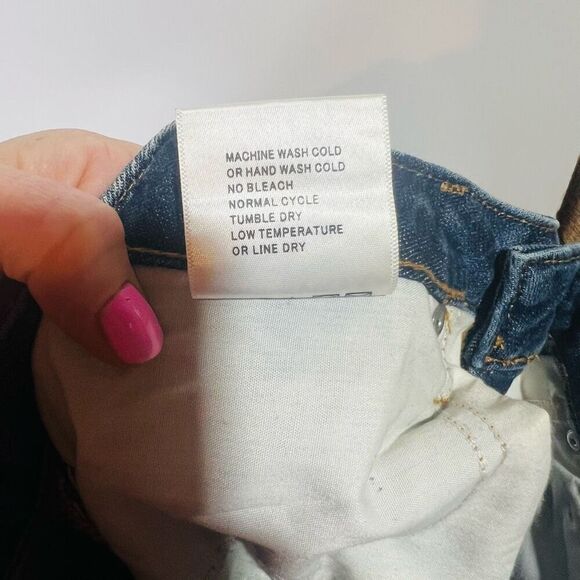 MACHINE WASH COLD
OR HAND WASH COLD
NO BLEACH
NORMAL CYCLE
TUMBLE DRY
LOW TEMPERATURE
OR LINE DRY